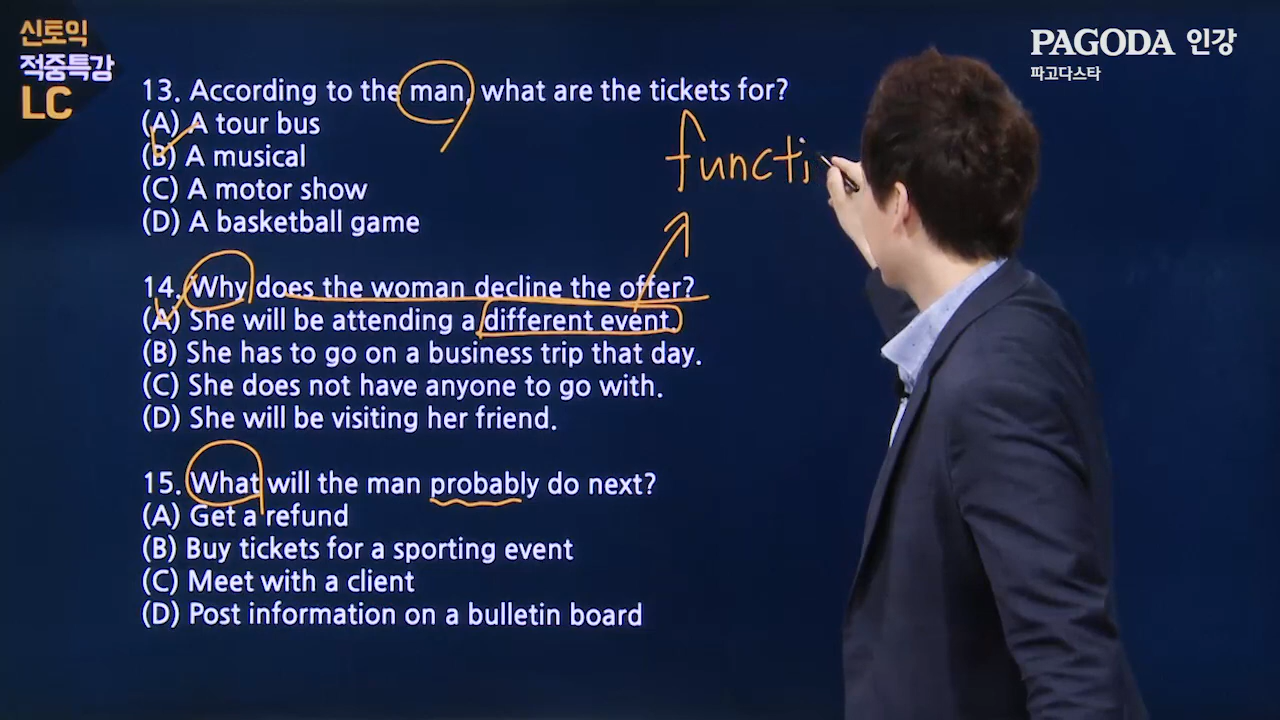 신토익
적중특강
LC
PAGODA 인강
파고다스타
13. According to the man, what are the tickets for?
(A) A tour bus
(B) A musical
(C) A motor show
(D) A basketball game
functi
14. Why does the woman decline the offer?
(A) She will be attending a different event.
(B) She has to go on a business trip that day.
(C) She does not have anyone to go with.
(D) She will be visiting her friend.
15. What will the man probably do next?
(A) Get a refund
(B) Buy tickets for a sporting event
(C) Meet with a client
(D) Post information on a bulletin board